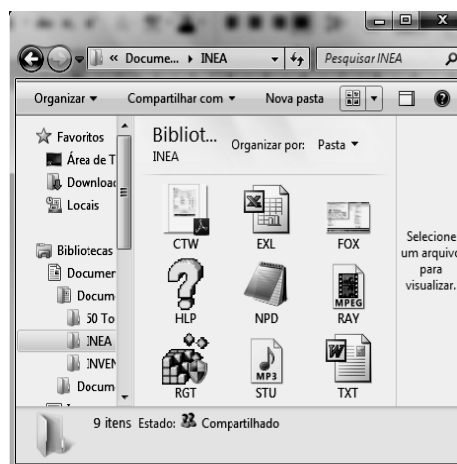 « Docume... ▸ INEA
Pesquisar INEA
Organizar ▾ Compartilhar com ▾ Nova pasta
Favoritos
Área de T
Downloac
Locais
Bibliotecas
Documer
Docum
50 To
INEA
INVEN
Docum
Bibliot...
INEA
Organizar por: Pasta ▾
CTW EXL FOX
HLP NPD RAY
MPEG
RGT STU TXT
MP3
Selecione
um arquivo
para
visualizar.
9 itens Estado: Compartilhado